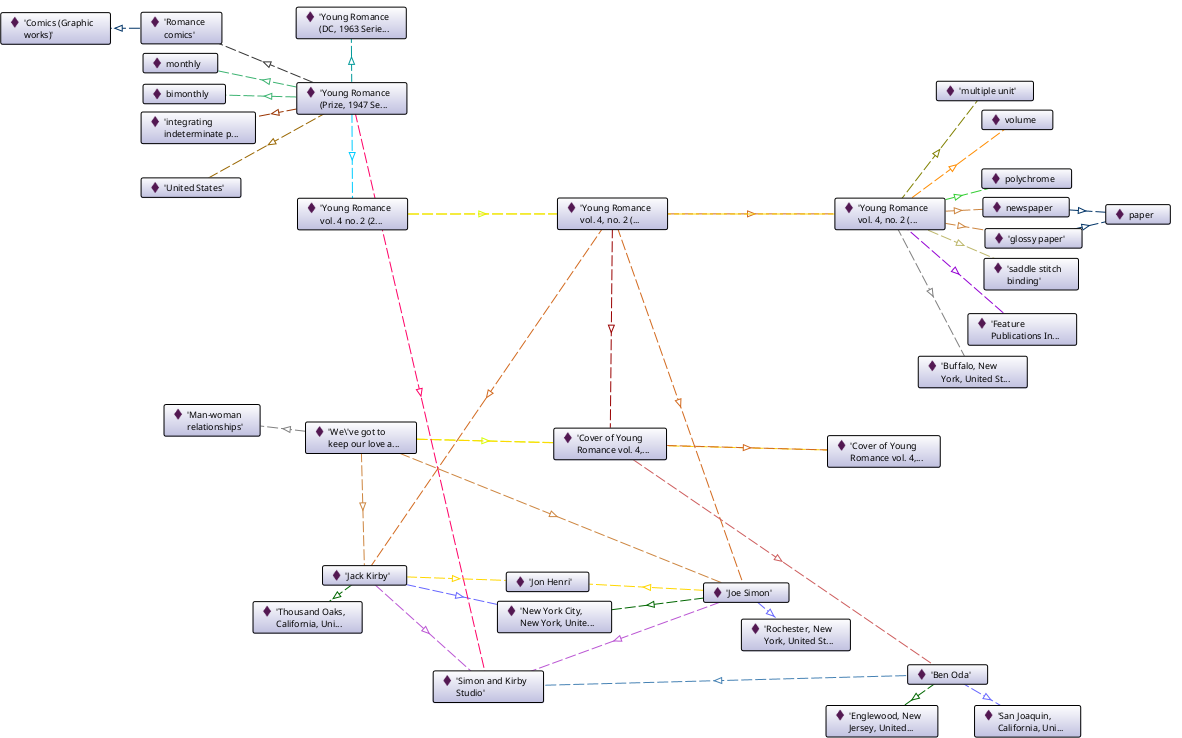 'Comics (Graphic
works)'
'Romance
comics'
'Young Romance
(DC, 1963 Serie...
monthly
bimonthly
'Young Romance
(Prize, 1947 Se...
'integrating
indeterminate p...
'United States'
'multiple unit'
volume
polychrome
newspaper
paper
'glossy paper'
'saddle stitch
binding'
'Young Romance
vol. 4 no. 2 (2...
'Young Romance
vol. 4, no. 2 (...
'Young Romance
vol. 4, no. 2 (...
'Feature
Publications In...
'Buffalo, New
York, United St...
'Man-woman
relationships'
'We\'ve got to
keep our love a...
'Cover of Young
Romance vol. 4,...
'Cover of Young
Romance vol. 4,...
'Jack Kirby'
'Jon Henri'
'Joe Simon'
'Thousand Oaks,
California, Uni...
'New York City,
New York, Unite...
'Rochester, New
York, United St...
'Simon and Kirby
Studio'
'Ben Oda'
'Englewood, New
Jersey, United...
'San Joaquin,
California, Uni...